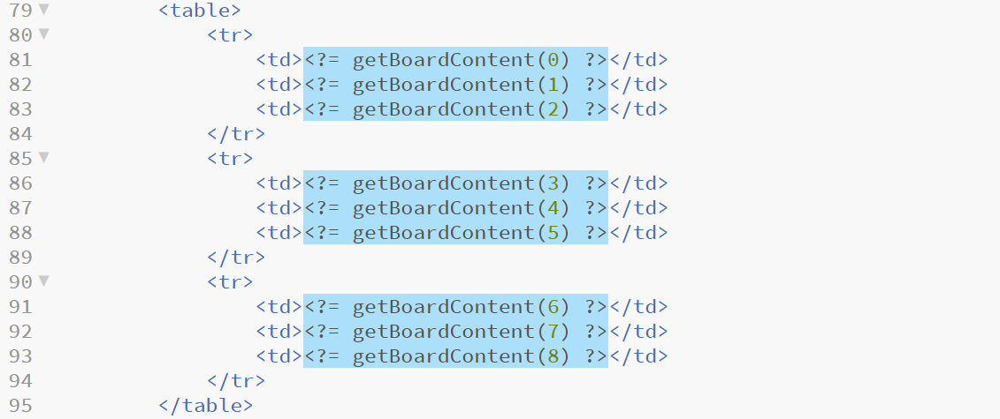 79 <table>
80 <tr>
81 <td><?= getBoardContent(0) ?></td>
82 <td><?= getBoardContent(1) ?></td>
83 <td><?= getBoardContent(2) ?></td>
84 </tr>
85 <tr>
86 <td><?= getBoardContent(3) ?></td>
87 <td><?= getBoardContent(4) ?></td>
88 <td><?= getBoardContent(5) ?></td>
89 </tr>
90 <tr>
91 <td><?= getBoardContent(6) ?></td>
92 <td><?= getBoardContent(7) ?></td>
93 <td><?= getBoardContent(8) ?></td>
94 </tr>
95 </table>